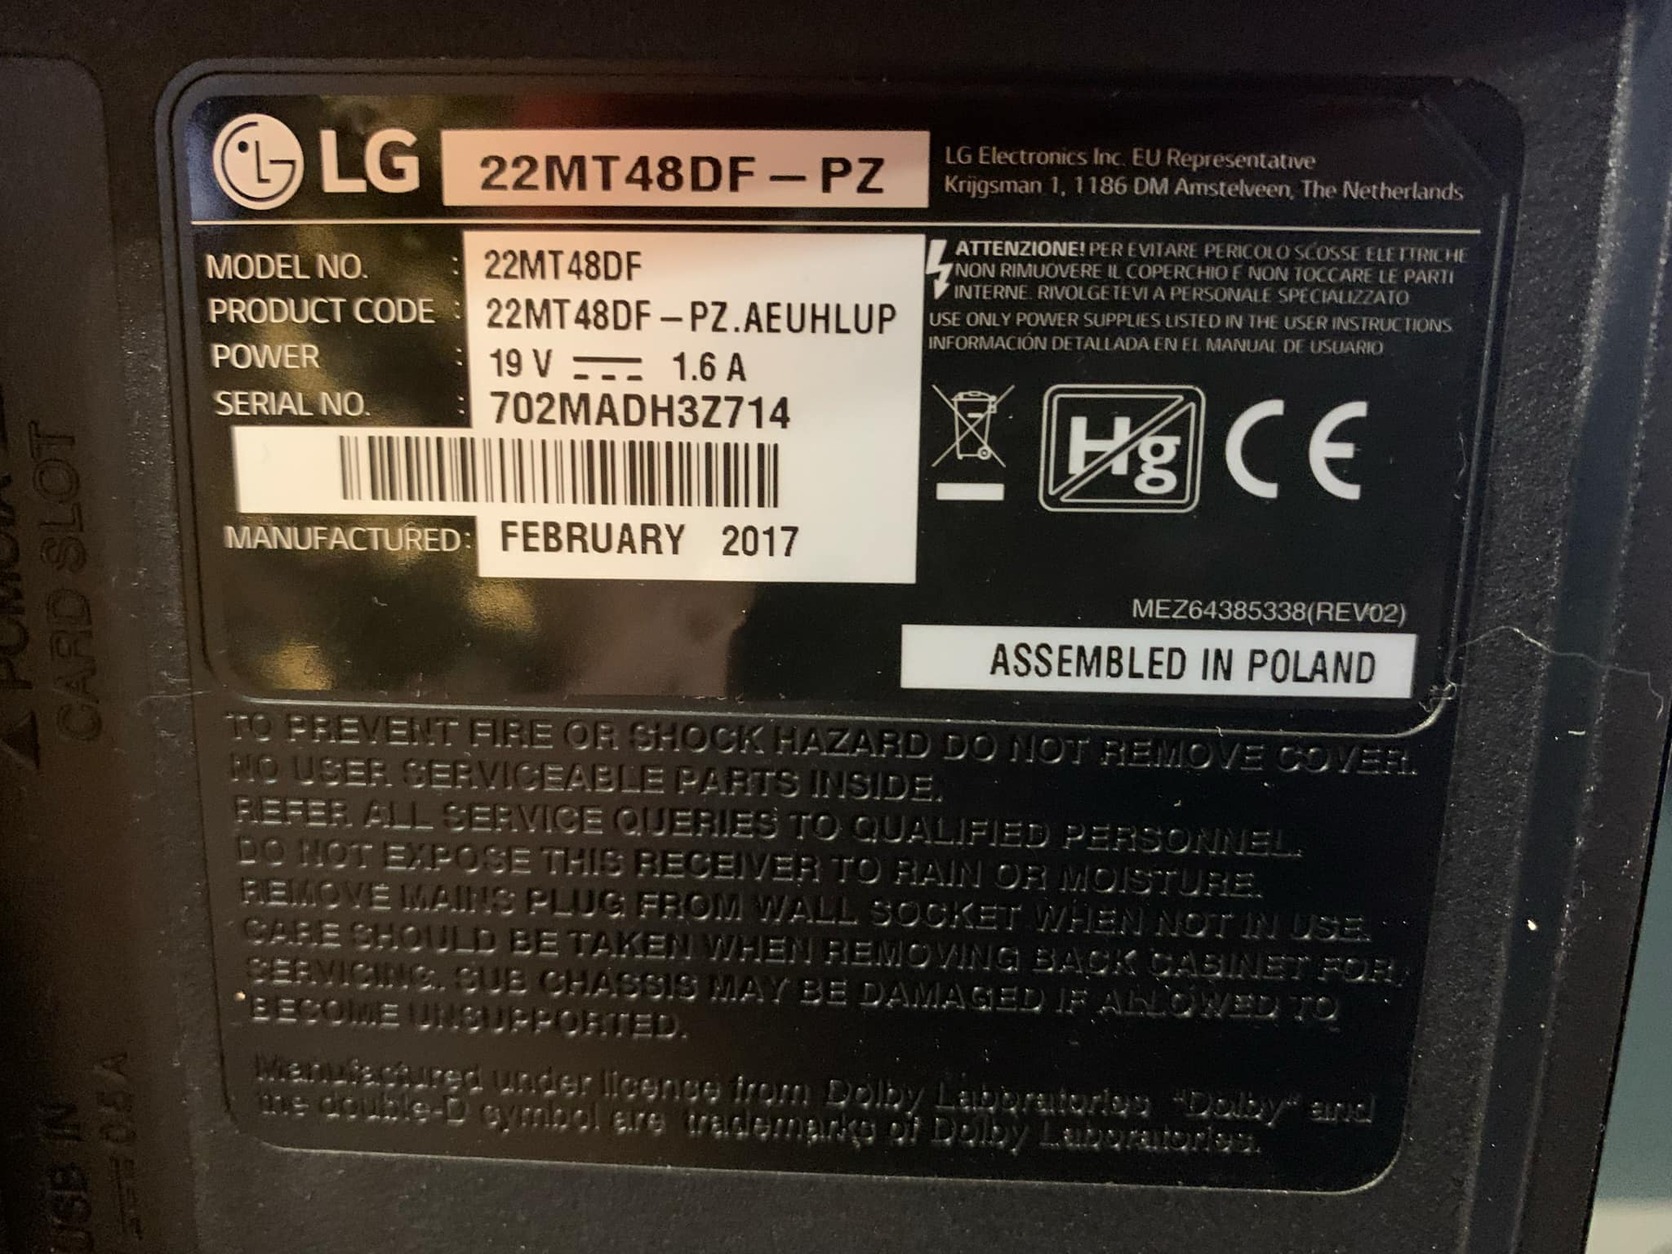 LG 22MT48DF-PZ
LG Electronics Inc. EU Representative
Krijgsman 1, 1186 DM Amstelveen, The Netherlands
MODEL NO. : 22MT48DF
PRODUCT CODE : 22MT48DF-PZ.AEUHLUP
POWER : 19 V 1.6 A
SERIAL NO. : 702MADH3Z714
MANUFACTURED: FEBRUARY 2017
ATTENZIONE! PER EVITARE PERICOLO SCOSSE ELETTRICHE
NON RIMUOVERE IL COPERCHIO E NON TOCCARE LE PARTI
INTERNE. RIVOLGETEVI A PERSONALE SPECIALIZZATO
USE ONLY POWER SUPPLIES LISTED IN THE USER INSTRUCTIONS
INFORMACIÓN DETALLADA EN EL MANUAL DE USUARIO
Hg CE
MEZ64385338(REV02)
ASSEMBLED IN POLAND
TO PREVENT FIRE OR SHOCK HAZARD DO NOT REMOVE COVER.
NO USER SERVICEABLE PARTS INSIDE.
REFER ALL SERVICE QUERIES TO QUALIFIED PERSONNEL.
DO NOT EXPOSE THIS RECEIVER TO RAIN OR MOISTURE.
REMOVE MAINS PLUG FROM WALL SOCKET WHEN NOT IN USE.
CARE SHOULD BE TAKEN WHEN REMOVING BACK CABINET FOR
SERVICING. SUB CHASSIS MAY BE DAMAGED IF ALLOWED TO
BECOME UNSUPPORTED.
Manufactured under licence from Dolby Laboratories "Dolby" and
the double-D symbol are trademarks of Dolby Laboratories.
CARD SLOT
USB IN